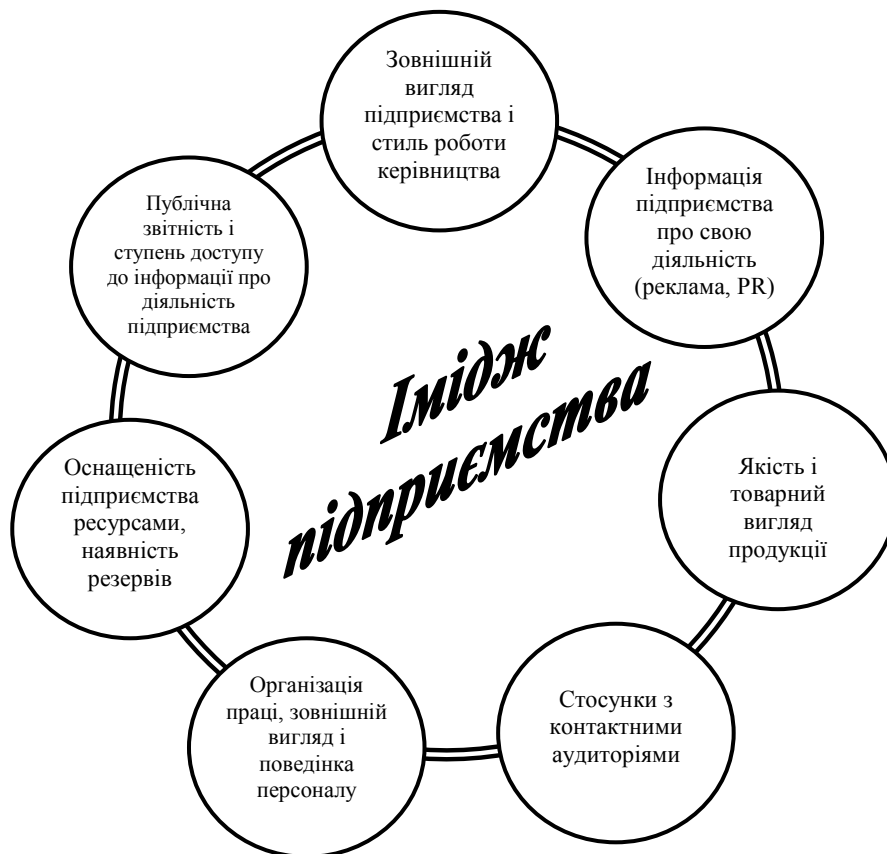 Зовнішній
вигляд
підприємства і
стиль роботи
керівництва
Інформація
підприємства
про свою
діяльність
(реклама, PR)
Якість і
товарний
вигляд
продукції
Стосунки з
контактними
аудиторіями
Організація
праці, зовнішній
вигляд і
поведінка
персоналу
Оснащеність
підприємства
ресурсами,
наявність
резервів
Публічна
звітність і
ступень доступу
до інформації про
діяльність
підприємства
Імідж
підприємства